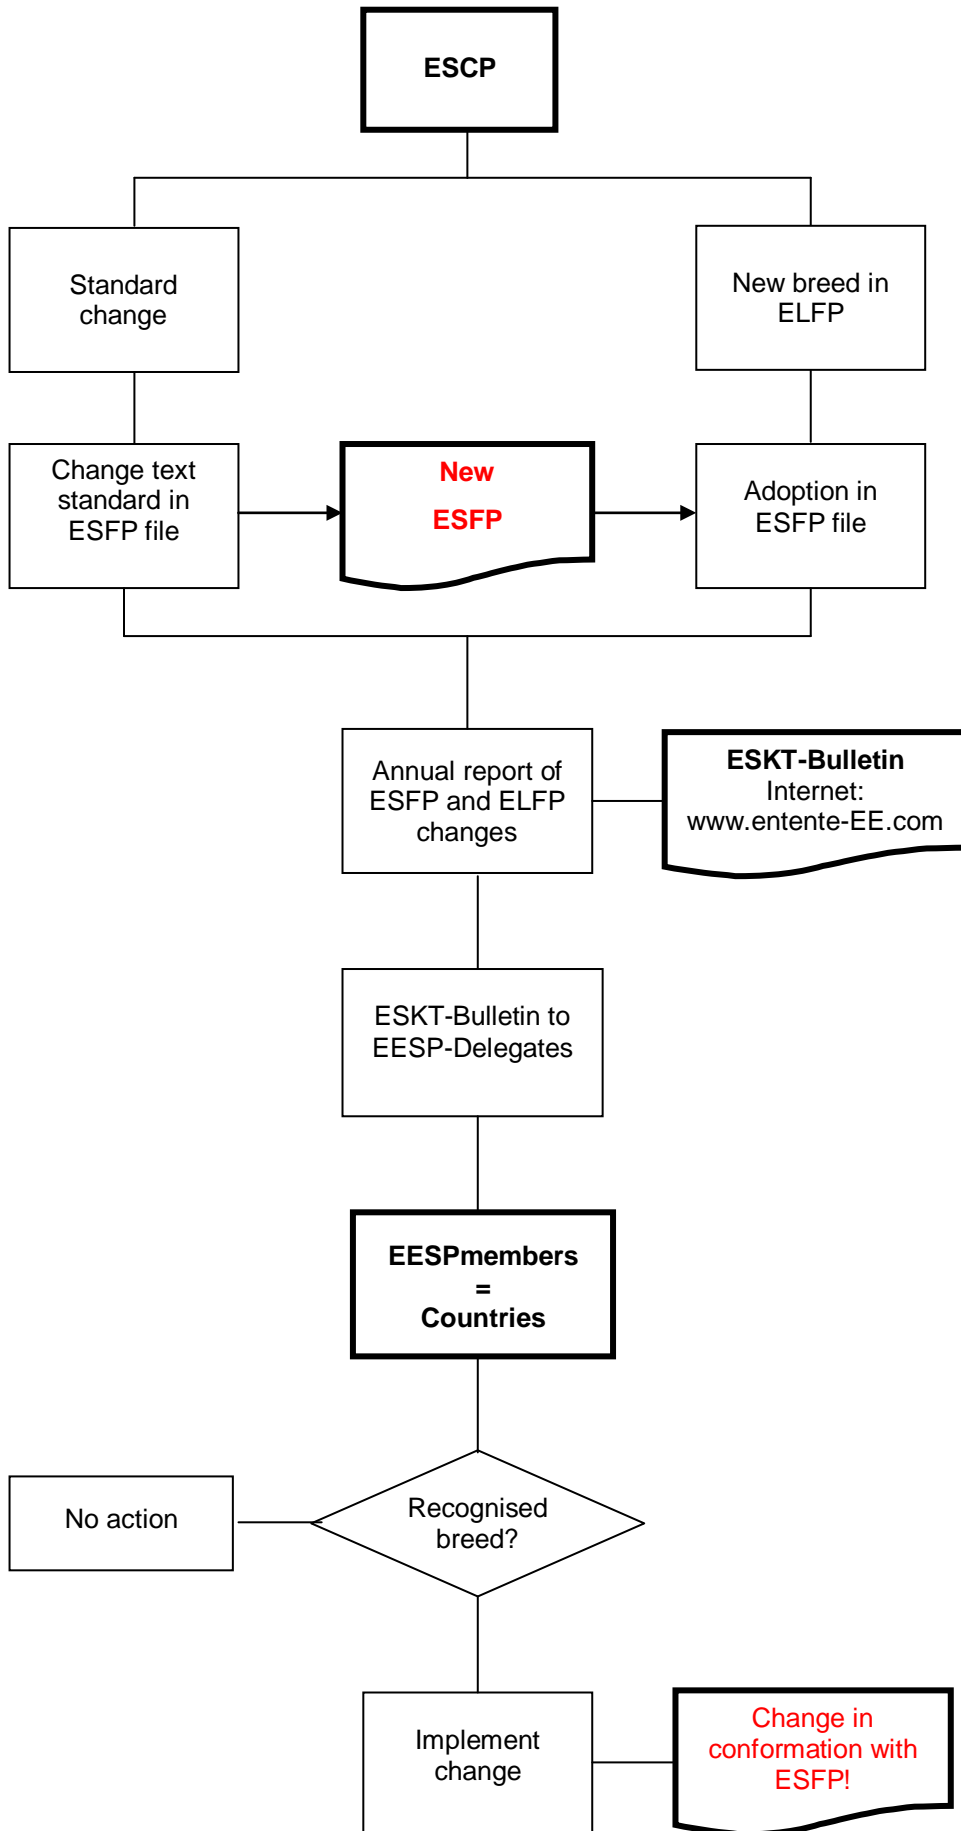 ESCP
Standard
change
New breed in
ELFP
Change text
standard in
ESFP file
New
ESFP
Adoption in
ESFP file
Annual report of
ESFP and ELFP
changes
ESKT-Bulletin
Internet:
www.entente-EE.com
ESKT-Bulletin to
EESP-Delegates
EESPmembers
=
Countries
No action
Recognised
breed?
Implement
change
Change in
conformation with
ESFP!